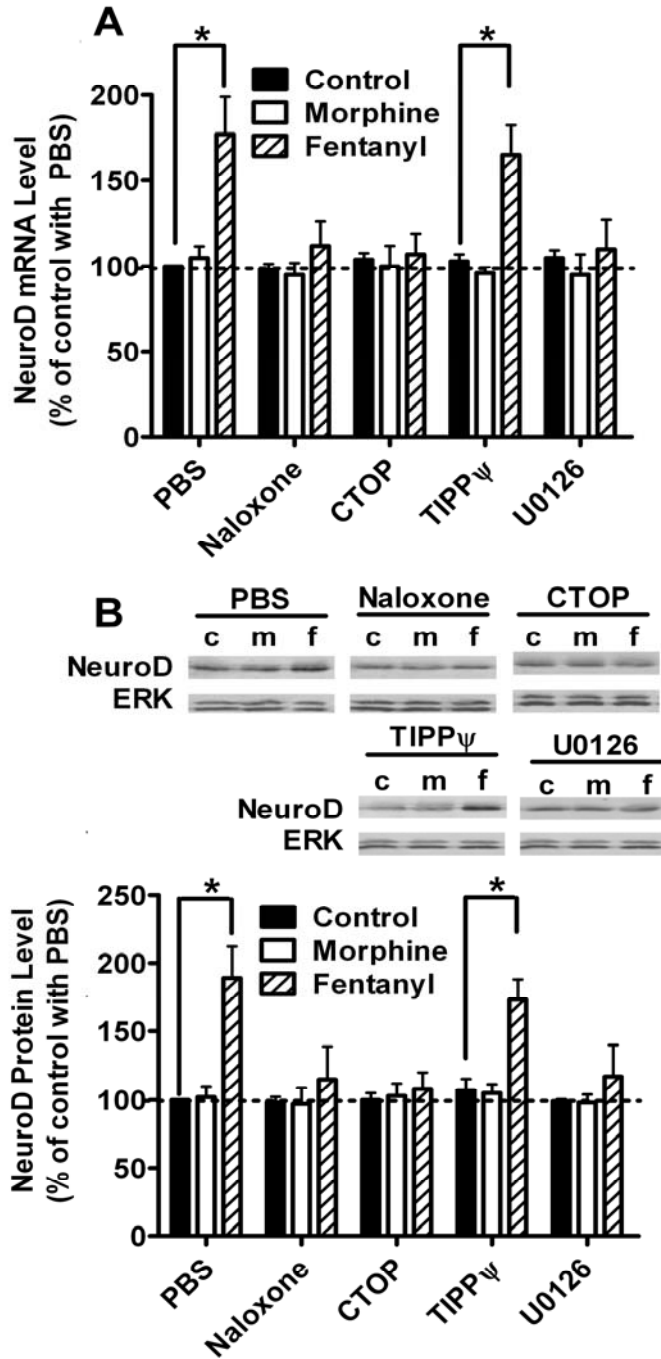 A
*
*
Control
Morphine
Fentanyl
NeuroD mRNA Level
(% of control with PBS)
200
150
100
50
0
PBS
Naloxone
CTOP
TIPPψ
U0126
B
PBS
Naloxone
CTOP
c m f
c m f
c m f
NeuroD
ERK
TIPPψ
U0126
c m f
c m f
NeuroD
ERK
*
*
Control
Morphine
Fentanyl
NeuroD Protein Level
(% of control with PBS)
250
200
150
100
50
0
PBS
Naloxone
CTOP
TIPPψ
U0126